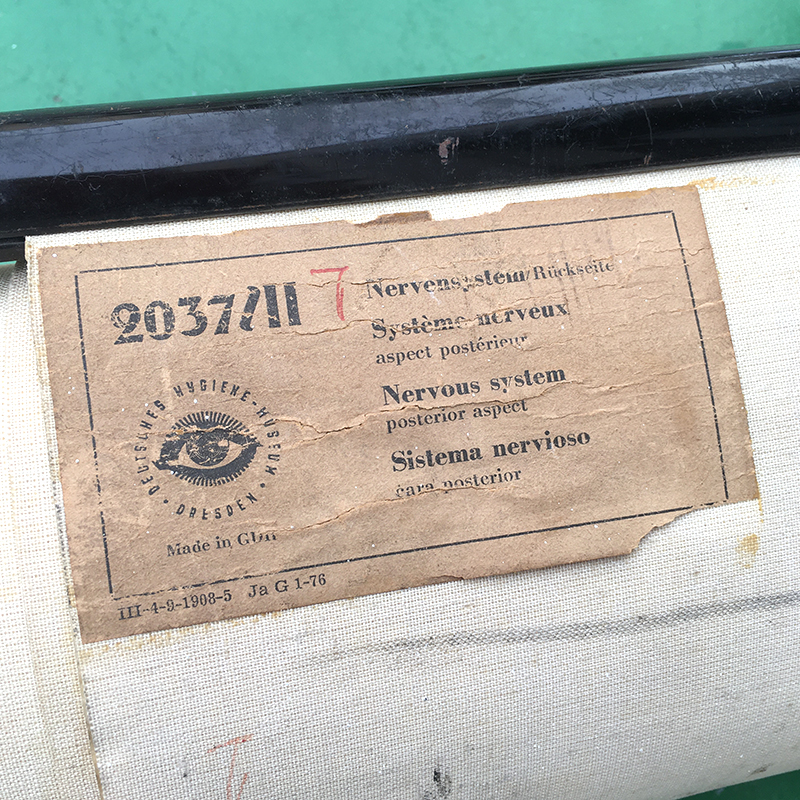 2037/II 7
Nervensystem/Rückseite
Système nerveux
aspect postérieur
Nervous system
posterior aspect
Sistema nervioso
cara posterior
DEUTSCHES HYGIENE-MUSEUM
• DRESDEN •
Made in GDR
III-4-9-1908-5 Ja G 1-76